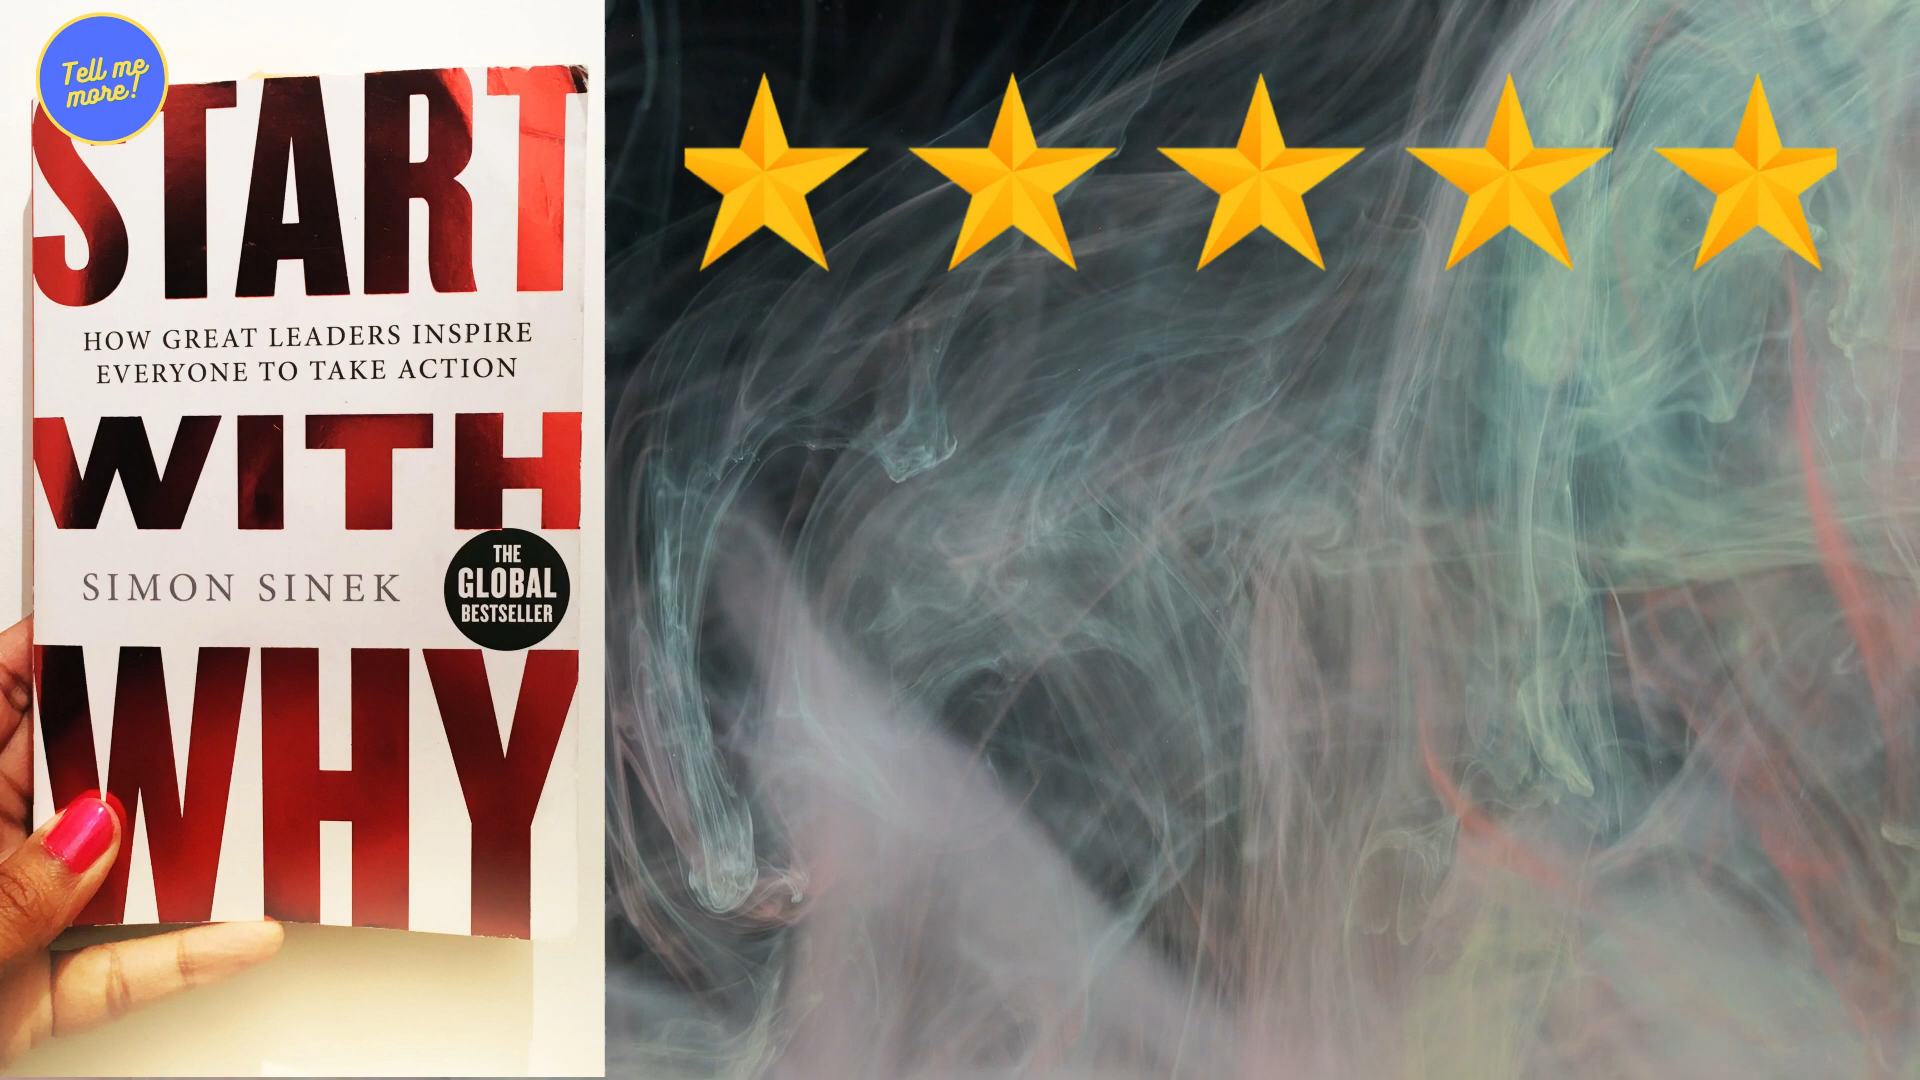 Tell me
more!
START
HOW GREAT LEADERS INSPIRE
EVERYONE TO TAKE ACTION
WITH
SIMON SINEK
THE
GLOBAL
BESTSELLER
WHY